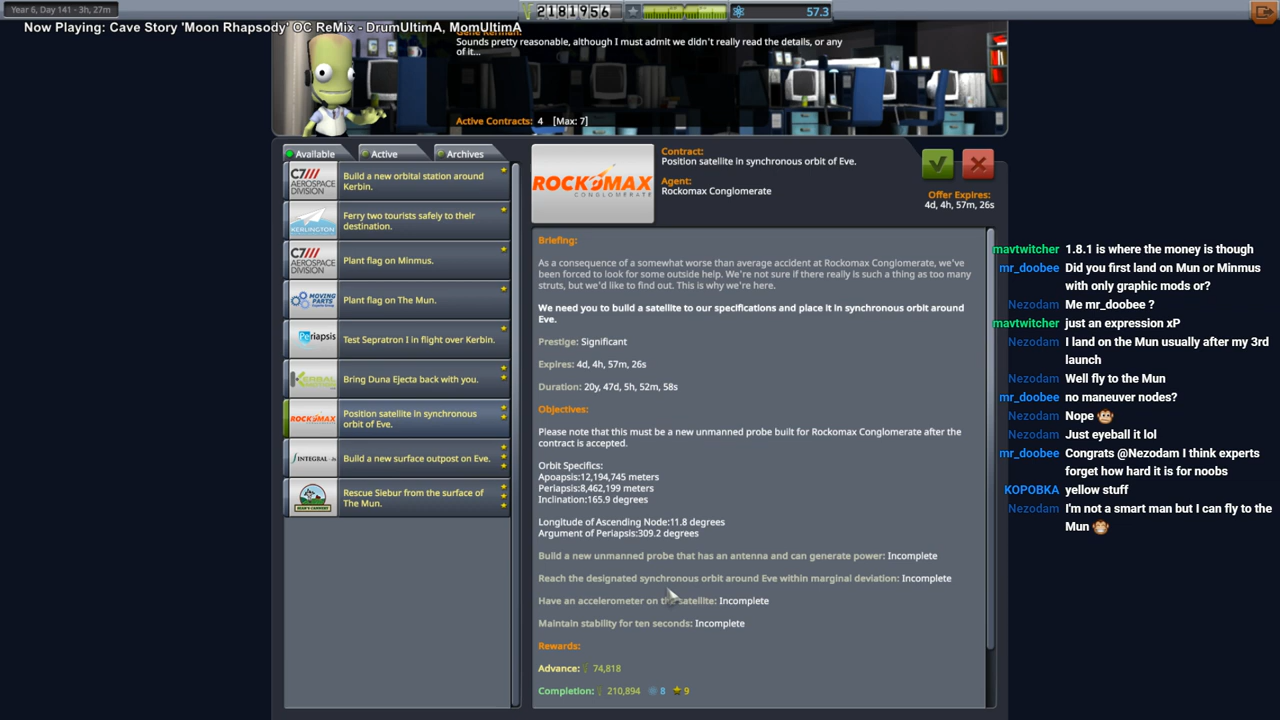 Year 6, Day 141 - 3h, 27m
2181956
57.3
Now Playing: Cave Story 'Moon Rhapsody' OC ReMix - DrumUltimA, MomUltimA
Gene Kerman:
Sounds pretty reasonable, although I must admit we didn't really read the details, or any
of it...
Active Contracts: 4 [Max: 7]
Available
Active
Archives
C7
AEROSPACE
DIVISION
Build a new orbital station around
Kerbin.
KERLINGTON
Ferry two tourists safely to their
destination.
C7
AEROSPACE
DIVISION
Plant flag on Minmus.
MOVING
PARTS
Plant flag on The Mun.
Periapsis
Test Sepratron I in flight over Kerbin.
KERBAL
Bring Duna Ejecta back with you.
ROCKOMAX
Position satellite in synchronous
orbit of Eve.
INTEGRAL
Build a new surface outpost on Eve.
Rescue Siebur from the surface of
The Mun.
ROCKOMAX
CONGLOMERATE
Contract:
Position satellite in synchronous orbit of Eve.
Agent:
Rockomax Conglomerate
Offer Expires:
4d, 4h, 57m, 26s
Briefing:
As a consequence of a somewhat worse than average accident at Rockomax Conglomerate, we've
been forced to look for some outside help. We're not sure if there really is such a thing as too many
struts, but we'd like to find out. This is why we're here.
We need you to build a satellite to our specifications and place it in synchronous orbit around
Eve.
Prestige: Significant
Expires: 4d, 4h, 57m, 26s
Duration: 20y, 47d, 5h, 52m, 58s
Objectives:
Please note that this must be a new unmanned probe built for Rockomax Conglomerate after the
contract is accepted.
Orbit Specifics:
Apoapsis:12,194,745 meters
Periapsis:8,462,199 meters
Inclination:165.9 degrees
Longitude of Ascending Node:11.8 degrees
Argument of Periapsis:309.2 degrees
Build a new unmanned probe that has an antenna and can generate power: Incomplete
Reach the designated synchronous orbit around Eve within marginal deviation: Incomplete
Have an accelerometer on satellite: Incomplete
Maintain stability for ten seconds: Incomplete
Rewards:
Advance: 74,818
Completion: 210,894 8 9
mavtwitcher 1.8.1 is where the money is though
mr_doobee Did you first land on Mun or Minmus
with only graphic mods or?
Nezodam Me mr_doobee ?
mavtwitcher just an expression xP
Nezodam I land on the Mun usually after my 3rd
launch
Nezodam Well fly to the Mun
mr_doobee no maneuver nodes?
Nezodam Nope
Nezodam Just eyeball it lol
mr_doobee Congrats @Nezodam I think experts
forget how hard it is for noobs
KOPOBKA yellow stuff
Nezodam I'm not a smart man but I can fly to the
Mun